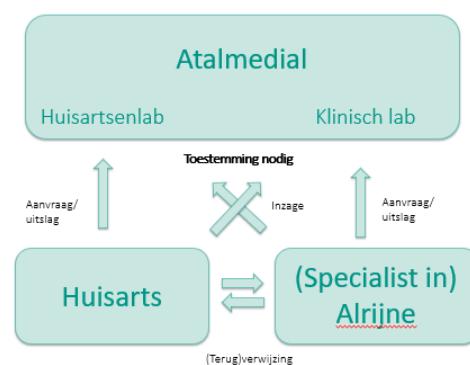 Atalmedial
Huisartsenlab
Klinisch lab
Toestemming nodig
Aanvraag/
uitslag
Inzage
Aanvraag/
uitslag
Huisarts
(Specialist in)
Alrijne
(Terug)verwijzing